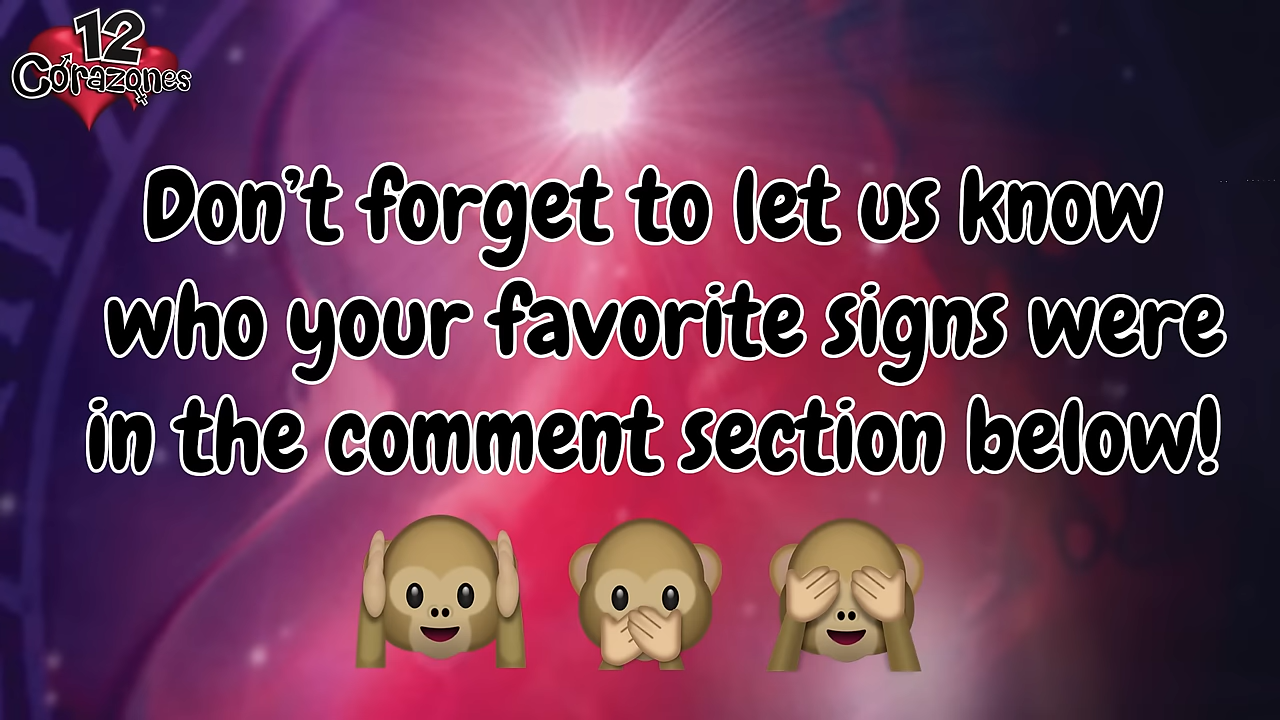 12
Corazones
Don't forget to let us know
who your favorite signs were
in the comment section below!